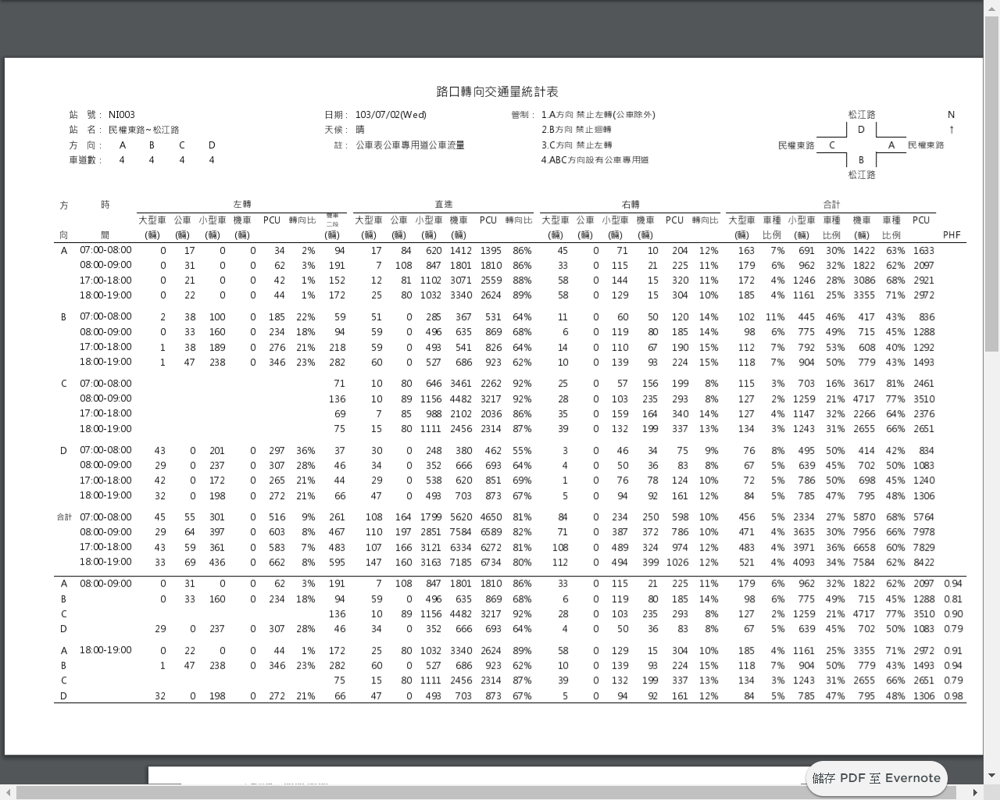 路口轉向交通量統計表
站 號： NI003 日期： 103/07/02(Wed) 管制： 1.A方向 禁止左轉(公車除外) 松江路 N
站 名： 民權東路~松江路 天候： 晴 2.B方向 禁止迴轉 D ↑
方 向： A B C D 註： 公車表公車專用道公車流量 3.C方向 禁止左轉 民權東路 C A 民權東路
車道數： 4 4 4 4 4.ABC方向設有公車專用道 B
松江路
方 時 左轉 直進 右轉 合計
大型車 公車 小型車 機車 PCU 轉向比 機車二段 大型車 公車 小型車 機車 PCU 轉向比 大型車 公車 小型車 機車 PCU 轉向比 大型車 車種 小型車 車種 機車 車種 PCU
向 間 (輛) (輛) (輛) (輛) (輛) (輛) (輛) (輛) (輛) (輛) (輛) (輛) (輛) (輛) 比例 (輛) 比例 (輛) 比例 PHF
A 07:00-08:00 0 17 0 0 34 2% 94 17 84 620 1412 1395 86% 45 0 71 10 204 12% 163 7% 691 30% 1422 63% 1633
08:00-09:00 0 31 0 0 62 3% 191 7 108 847 1801 1810 86% 33 0 115 21 225 11% 179 6% 962 32% 1822 62% 2097
17:00-18:00 0 21 0 0 42 1% 152 12 81 1102 3071 2559 88% 58 0 144 15 320 11% 172 4% 1246 28% 3086 68% 2921
18:00-19:00 0 22 0 0 44 1% 172 25 80 1032 3340 2624 89% 58 0 129 15 304 10% 185 4% 1161 25% 3355 71% 2972
B 07:00-08:00 2 38 100 0 185 22% 59 51 0 285 367 531 64% 11 0 60 50 120 14% 102 11% 445 46% 417 43% 836
08:00-09:00 0 33 160 0 234 18% 94 59 0 496 635 869 68% 6 0 119 80 185 14% 98 6% 775 49% 715 45% 1288
17:00-18:00 1 38 189 0 276 21% 218 59 0 493 541 826 64% 14 0 110 67 190 15% 112 7% 792 53% 608 40% 1292
18:00-19:00 1 47 238 0 346 23% 282 60 0 527 686 923 62% 10 0 139 93 224 15% 118 7% 904 50% 779 43% 1493
C 07:00-08:00 71 10 80 646 3461 2262 92% 25 0 57 156 199 8% 115 3% 703 16% 3617 81% 2461
08:00-09:00 136 10 89 1156 4482 3217 92% 28 0 103 235 293 8% 127 2% 1259 21% 4717 77% 3510
17:00-18:00 69 7 85 988 2102 2036 86% 35 0 159 164 340 14% 127 4% 1147 32% 2266 64% 2376
18:00-19:00 75 15 80 1111 2456 2314 87% 39 0 132 199 337 13% 134 3% 1243 31% 2655 66% 2651
D 07:00-08:00 43 0 201 0 297 36% 37 30 0 248 380 462 55% 3 0 46 34 75 9% 76 8% 495 50% 414 42% 834
08:00-09:00 29 0 237 0 307 28% 46 34 0 352 666 693 64% 4 0 50 36 83 8% 67 5% 639 45% 702 50% 1083
17:00-18:00 42 0 172 0 265 21% 44 29 0 538 620 851 69% 1 0 76 78 124 10% 72 5% 786 50% 698 45% 1240
18:00-19:00 32 0 198 0 272 21% 66 47 0 493 703 873 67% 5 0 94 92 161 12% 84 5% 785 47% 795 48% 1306
合計 07:00-08:00 45 55 301 0 516 9% 261 108 164 1799 5620 4650 81% 84 0 234 250 598 10% 456 5% 2334 27% 5870 68% 5764
08:00-09:00 29 64 397 0 603 8% 467 110 197 2851 7584 6589 82% 71 0 387 372 786 10% 471 4% 3635 30% 7956 66% 7978
17:00-18:00 43 59 361 0 583 7% 483 107 166 3121 6334 6272 81% 108 0 489 324 974 12% 483 4% 3971 36% 6658 60% 7829
18:00-19:00 33 69 436 0 662 8% 595 147 160 3163 7185 6734 80% 112 0 494 399 1026 12% 521 4% 4093 34% 7584 62% 8422
A 08:00-09:00 0 31 0 0 62 3% 191 7 108 847 1801 1810 86% 33 0 115 21 225 11% 179 6% 962 32% 1822 62% 2097 0.94
B 0 33 160 0 234 18% 94 59 0 496 635 869 68% 6 0 119 80 185 14% 98 6% 775 49% 715 45% 1288 0.81
C 136 10 89 1156 4482 3217 92% 28 0 103 235 293 8% 127 2% 1259 21% 4717 77% 3510 0.90
D 29 0 237 0 307 28% 46 34 0 352 666 693 64% 4 0 50 36 83 8% 67 5% 639 45% 702 50% 1083 0.79
A 18:00-19:00 0 22 0 0 44 1% 172 25 80 1032 3340 2624 89% 58 0 129 15 304 10% 185 4% 1161 25% 3355 71% 2972 0.91
B 1 47 238 0 346 23% 282 60 0 527 686 923 62% 10 0 139 93 224 15% 118 7% 904 50% 779 43% 1493 0.94
C 75 15 80 1111 2456 2314 87% 39 0 132 199 337 13% 134 3% 1243 31% 2655 66% 2651 0.79
D 32 0 198 0 272 21% 66 47 0 493 703 873 67% 5 0 94 92 161 12% 84 5% 785 47% 795 48% 1306 0.98
儲存 PDF 至 Evernote